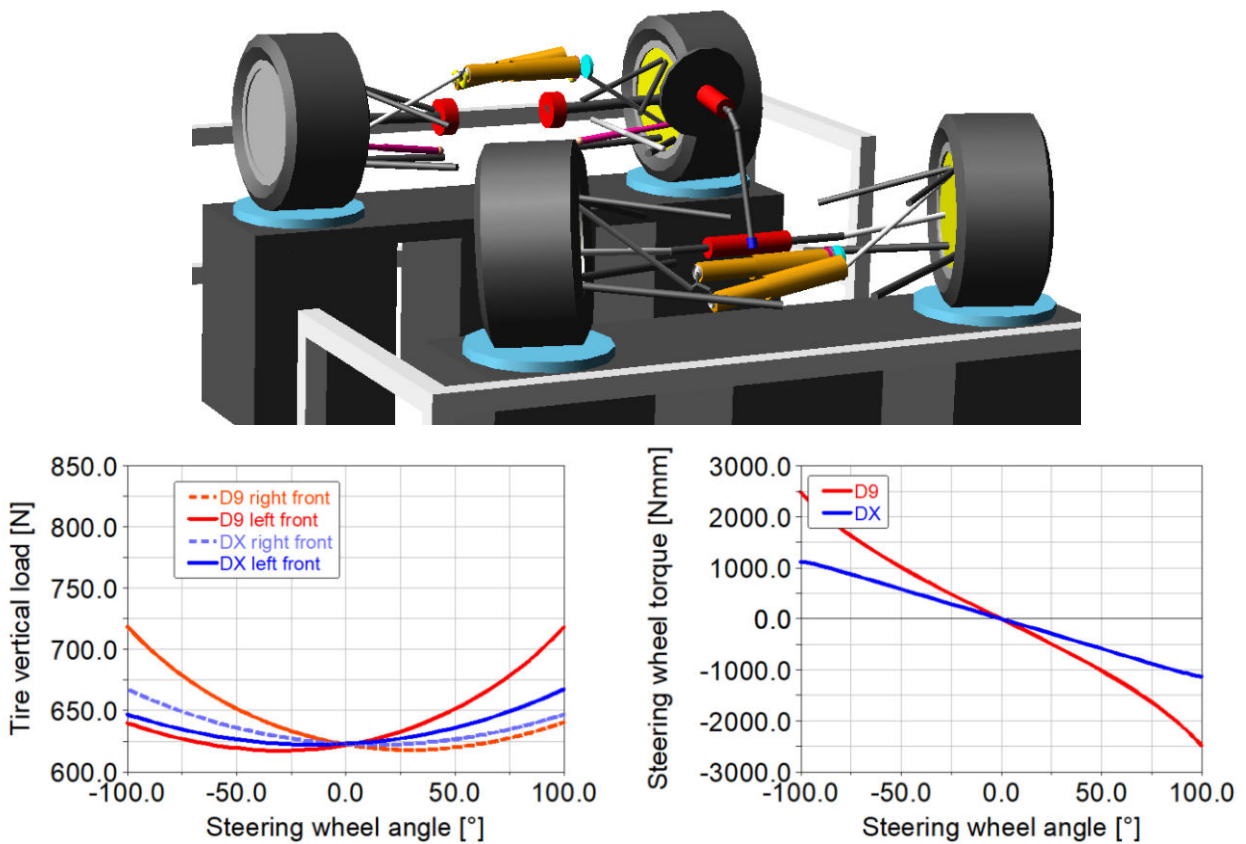 850.0
800.0
750.0
700.0
650.0
600.0
Tire vertical load [N]
D9 right front
D9 left front
DX right front
DX left front
-100.0 -50.0 0.0 50.0 100.0
Steering wheel angle [°]
3000.0
2000.0
1000.0
0.0
-1000.0
-2000.0
-3000.0
Steering wheel torque [Nmm]
D9
DX
-100.0 -50.0 0.0 50.0 100.0
Steering wheel angle [°]